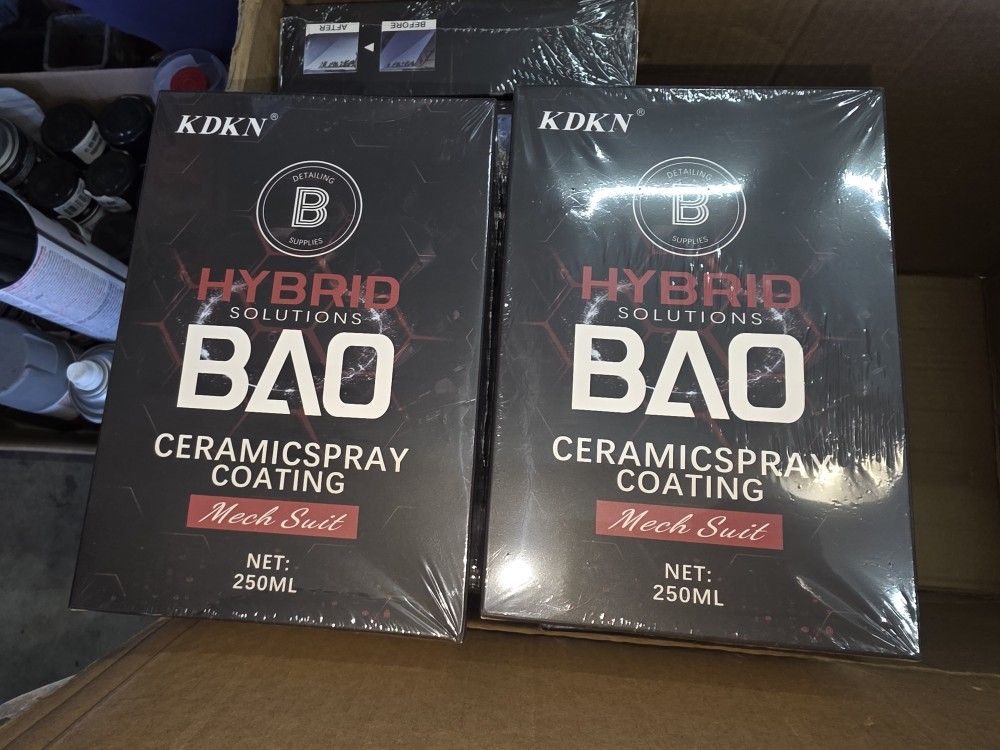 AFTER BEFORE
KDKN®
DETAILING
B
SUPPLIES
HYBRID
SOLUTIONS
BAO
CERAMICSPRAY
COATING
Mech Suit
NET:
250ML
KDKN®
DETAILING
B
SUPPLIES
HYBRID
SOLUTIONS
BAO
CERAMICSPRAY
COATING
Mech Suit
NET:
250ML